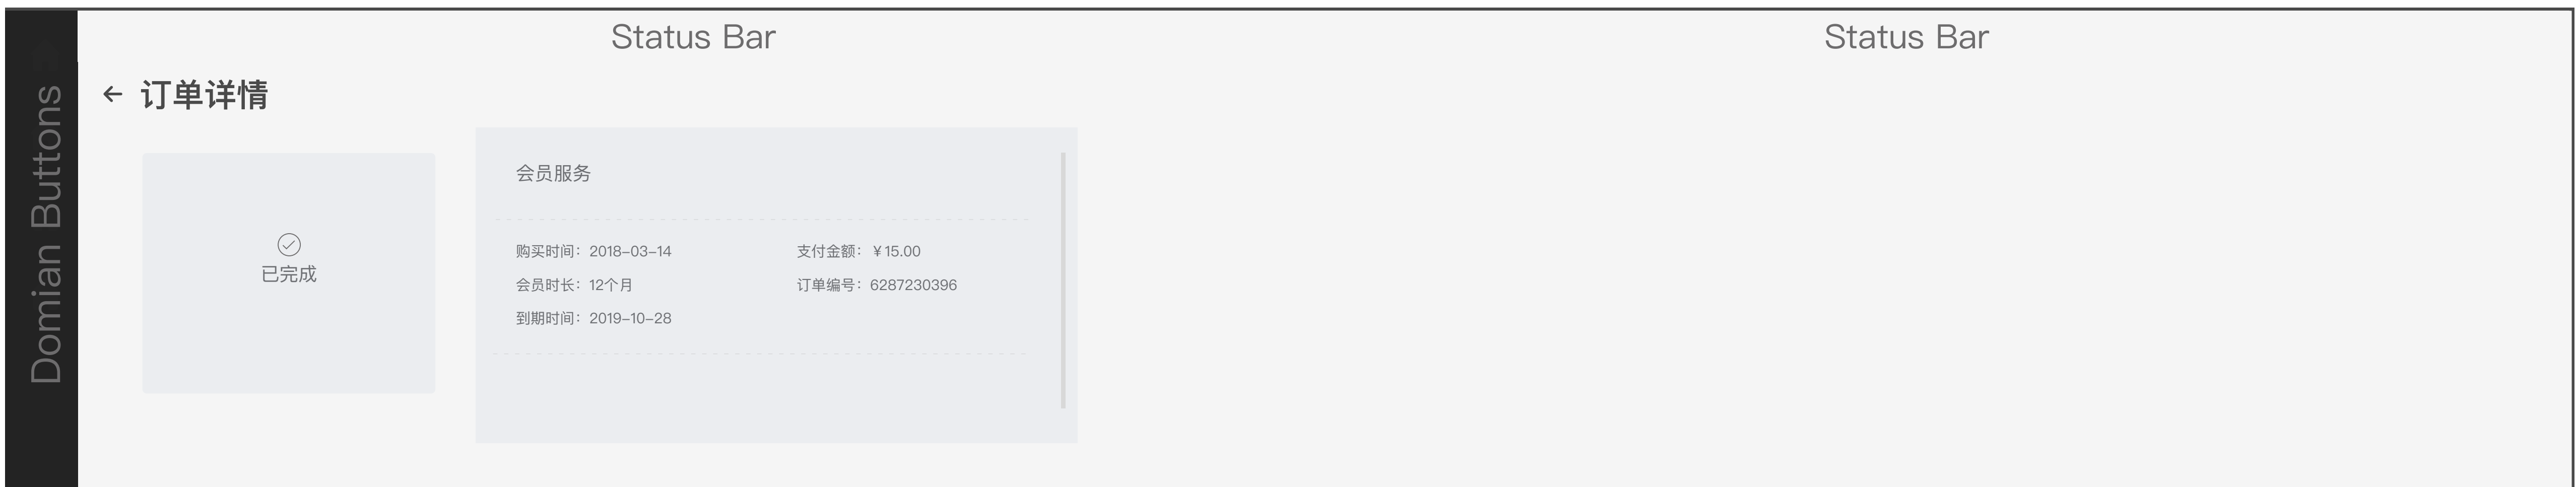 Status Bar
Status Bar
Domian Buttons
订单详情
已完成
会员服务
购买时间：2018-03-14
支付金额：￥15.00
会员时长：12个月
订单编号：6287230396
到期时间：2019-10-28